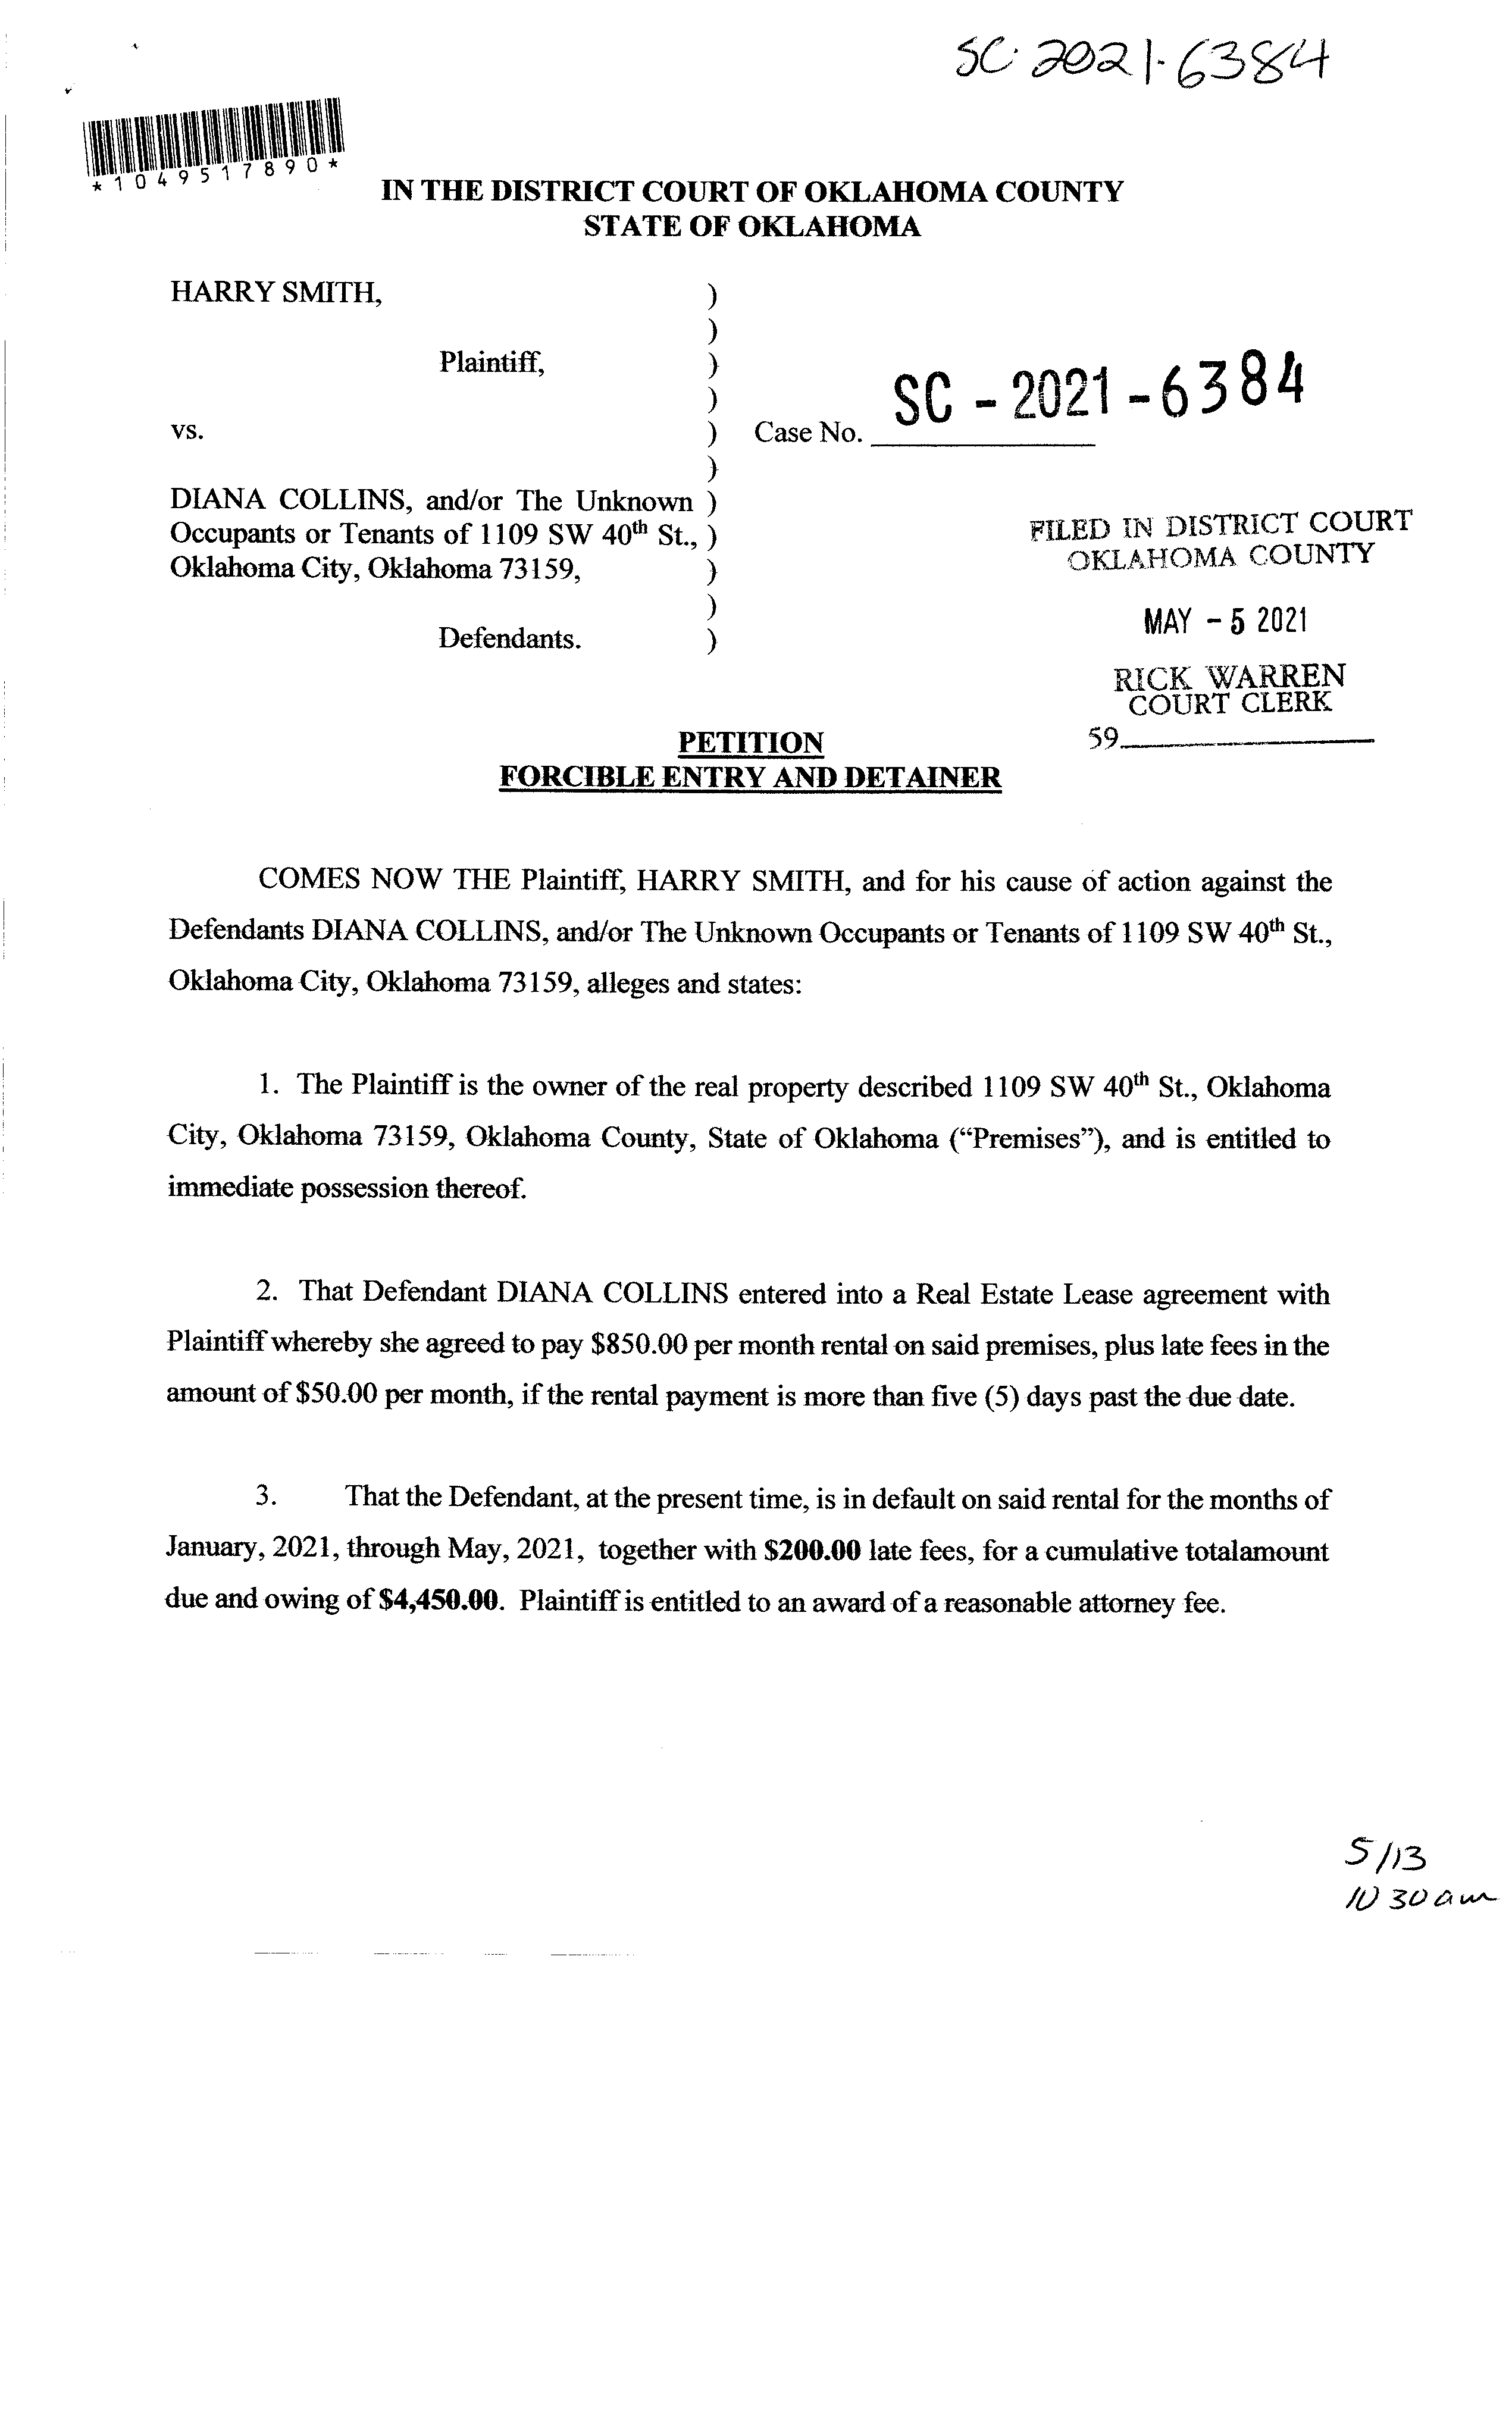 SC-2021-6384
*1049517890*
IN THE DISTRICT COURT OF OKLAHOMA COUNTY
STATE OF OKLAHOMA
HARRY SMITH, )
)
Plaintiff, )
)
vs. ) Case No. SC - 2021 - 6384
)
DIANA COLLINS, and/or The Unknown )
Occupants or Tenants of 1109 SW 40th St., )
Oklahoma City, Oklahoma 73159, )
)
Defendants. )
FILED IN DISTRICT COURT
OKLAHOMA COUNTY
MAY - 5 2021
RICK WARREN
COURT CLERK
59
PETITION
FORCIBLE ENTRY AND DETAINER
COMES NOW THE Plaintiff, HARRY SMITH, and for his cause of action against the
Defendants DIANA COLLINS, and/or The Unknown Occupants or Tenants of 1109 SW 40th St.,
Oklahoma City, Oklahoma 73159, alleges and states:
1. The Plaintiff is the owner of the real property described 1109 SW 40th St., Oklahoma
City, Oklahoma 73159, Oklahoma County, State of Oklahoma (“Premises”), and is entitled to
immediate possession thereof.
2. That Defendant DIANA COLLINS entered into a Real Estate Lease agreement with
Plaintiff whereby she agreed to pay $850.00 per month rental on said premises, plus late fees in the
amount of $50.00 per month, if the rental payment is more than five (5) days past the due date.
3. That the Defendant, at the present time, is in default on said rental for the months of
January, 2021, through May, 2021, together with $200.00 late fees, for a cumulative totalamount
due and owing of $4,450.00. Plaintiff is entitled to an award of a reasonable attorney fee.
5/13
10 30 am